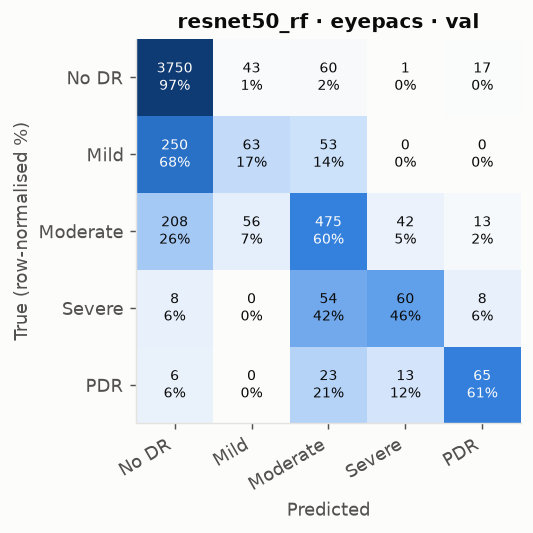 resnet50_rf · eyepacs · val
True (row-normalised %)
No DR
3750 43 60 1 17
97% 1% 2% 0% 0%
Mild
250 63 53 0 0
68% 17% 14% 0% 0%
Moderate
208 56 475 42 13
26% 7% 60% 5% 2%
Severe
8 0 54 60 8
6% 0% 42% 46% 6%
PDR
6 0 23 13 65
6% 0% 21% 12% 61%
No DR Mild Moderate Severe PDR
Predicted